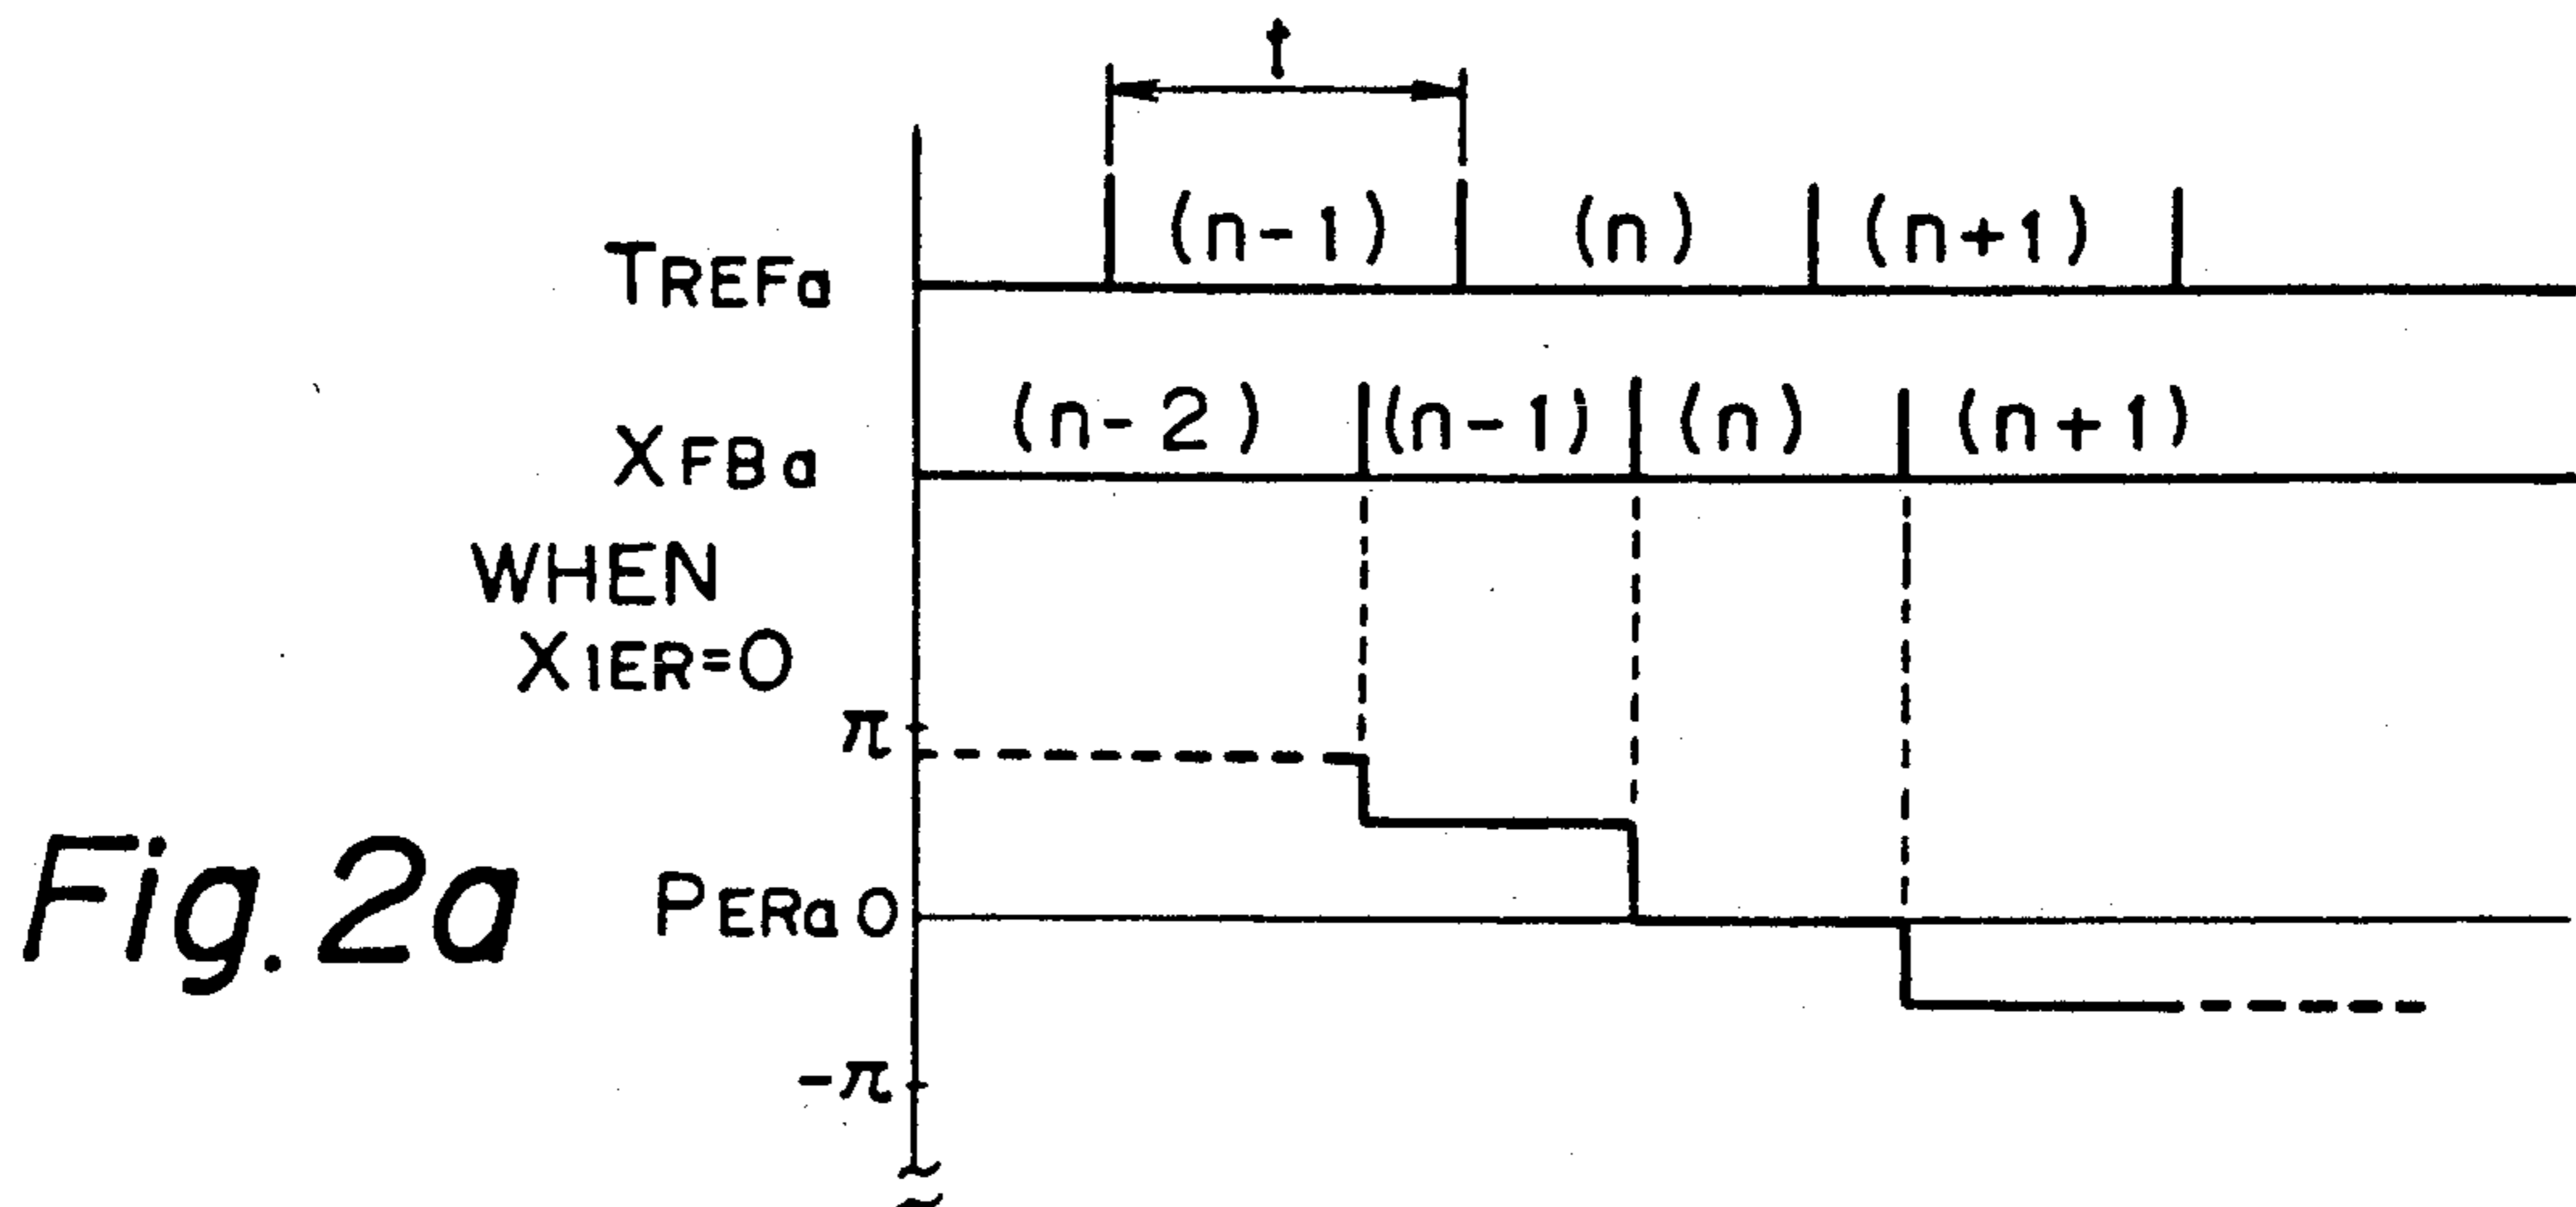 t
TREFa (n-1) (n) (n+1)
XFBa (n-2) (n-1) (n) (n+1)
WHEN
X1ER=0
π
PERa 0
-π
Fig. 2a